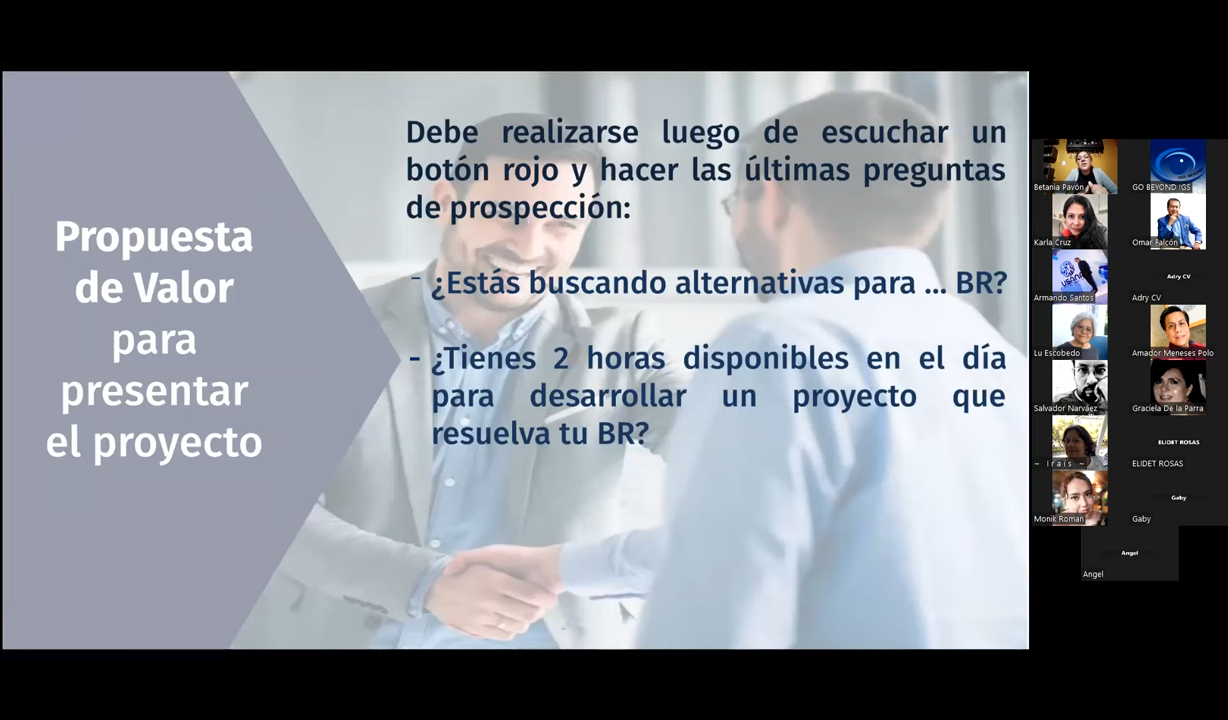 Propuesta
de Valor
para
presentar
el proyecto
Debe realizarse luego de escuchar un
botón rojo y hacer las últimas preguntas
de prospección:
- ¿Estás buscando alternativas para ... BR?
- ¿Tienes 2 horas disponibles en el día
para desarrollar un proyecto que
resuelva tu BR?
Betania Pavón
GO BEYOND IGS
Karla Cruz
Omar Falcón
USANA
Armando Santos
Adry CV
Adry CV
Lu Escobedo
Amador Meneses Polo
Salvador Narváez
Graciela De la Parra
~ I r a í s ~
ELIDET ROSAS
ELIDET ROSAS
Monik Roman
Gaby
Gaby
Angel
Angel